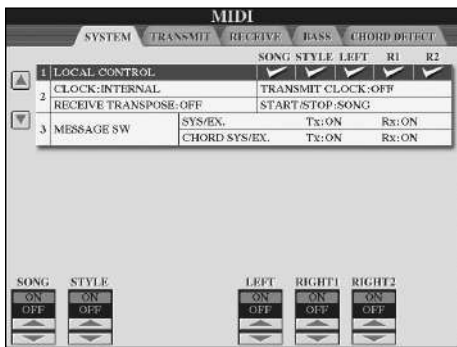 MIDI
SYSTEM TRANSMIT RECEIVE BASS CHORD DETECT
SONG STYLE LEFT R1 R2
1 LOCAL CONTROL
2 CLOCK:INTERNAL TRANSMIT CLOCK:OFF
RECEIVE TRANSPOSE:OFF START/STOP:SONG
3 MESSAGE SW SYS/EX. Tx:ON Rx:ON
CHORD SYS/EX. Tx:ON Rx:ON
SONG STYLE LEFT RIGHT1 RIGHT2
ON ON ON ON ON
OFF OFF OFF OFF OFF